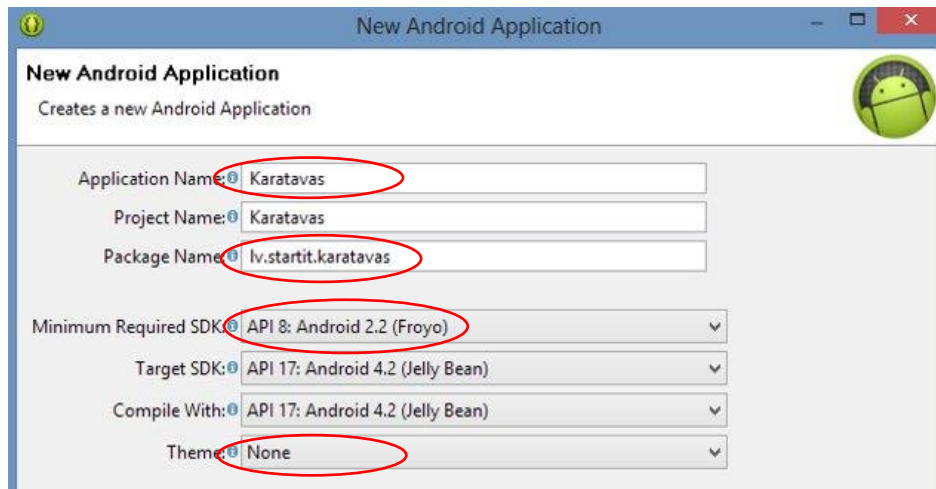 New Android Application
New Android Application
Creates a new Android Application
Application Name: Karatavas
Project Name: Karatavas
Package Name: lv.startit.karatavas
Minimum Required SDK: API 8: Android 2.2 (Froyo)
Target SDK: API 17: Android 4.2 (Jelly Bean)
Compile With: API 17: Android 4.2 (Jelly Bean)
Theme: None